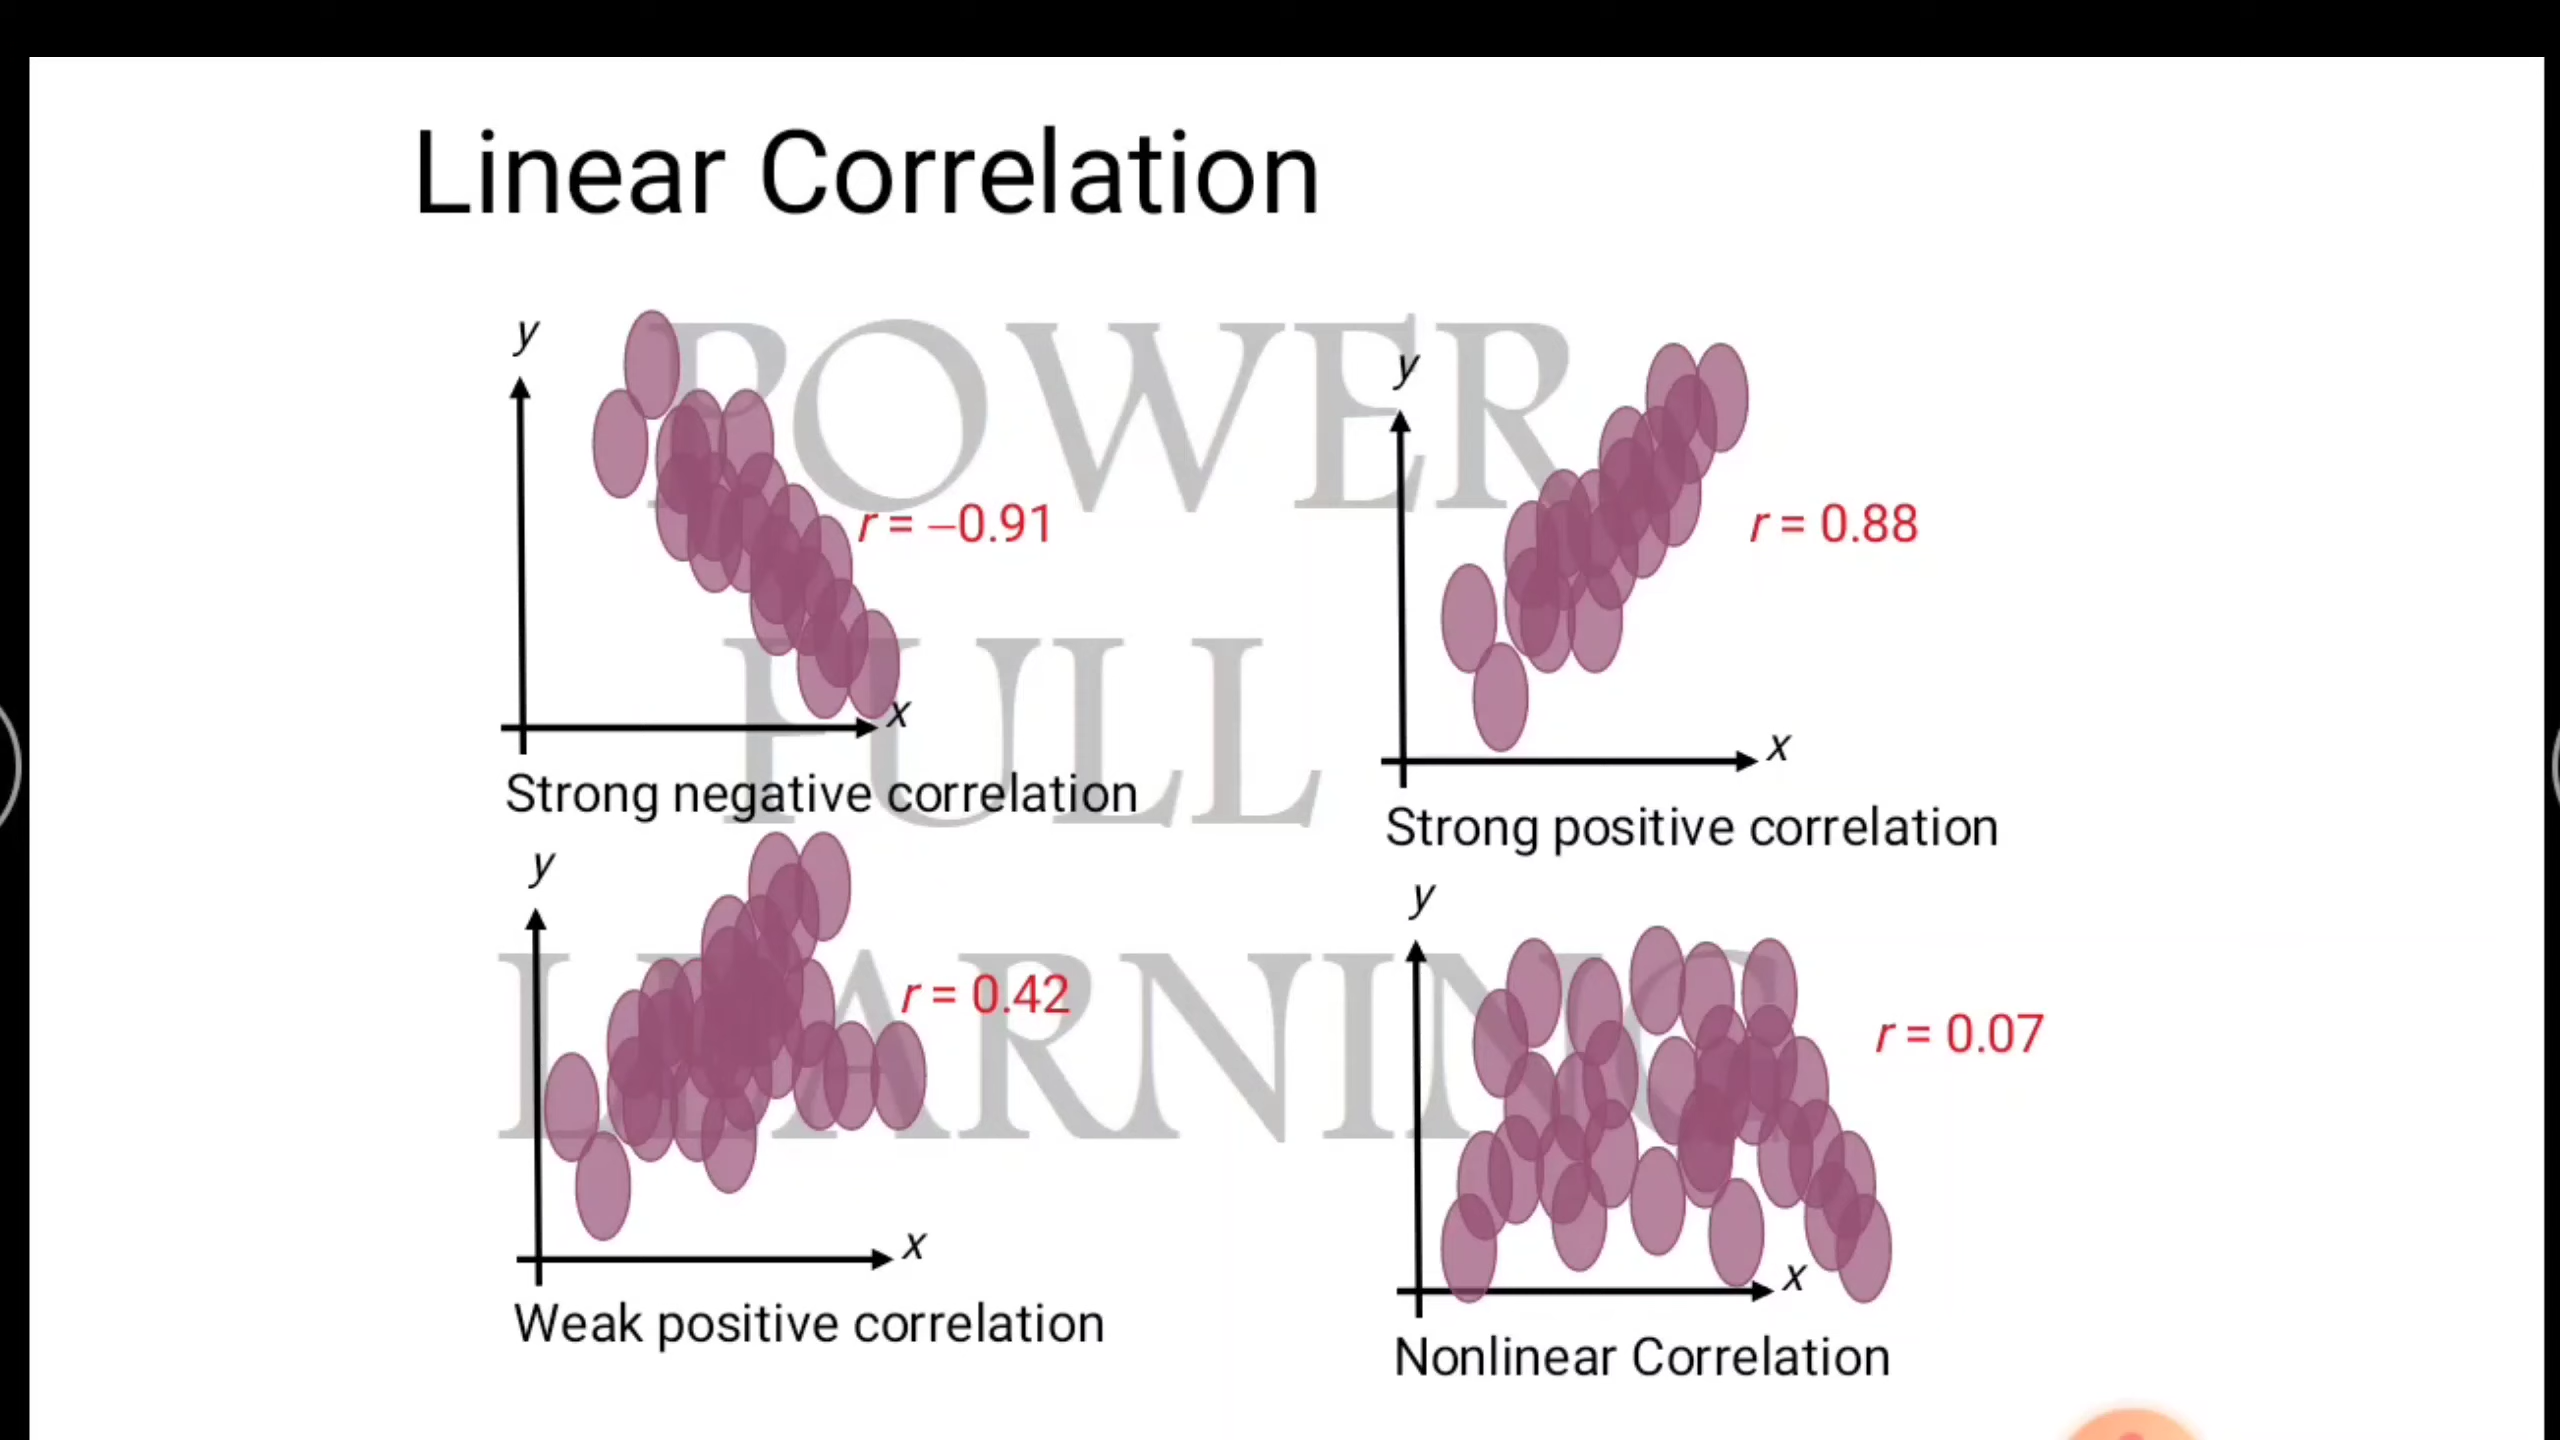 Linear Correlation
POWER
FULL
LEARNING
y
r = –0.91
x
Strong negative correlation
y
r = 0.88
x
Strong positive correlation
y
r = 0.42
x
Weak positive correlation
y
r = 0.07
x
Nonlinear Correlation